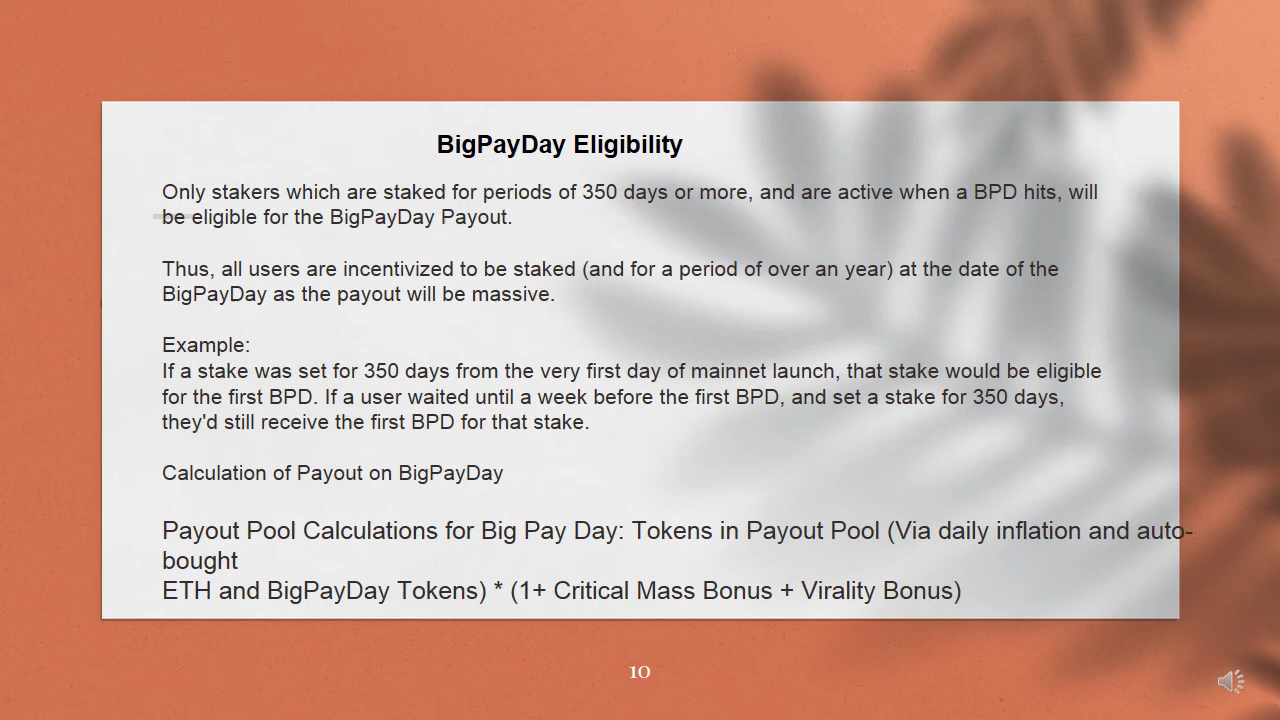 BigPayDay Eligibility
Only stakers which are staked for periods of 350 days or more, and are active when a BPD hits, will
be eligible for the BigPayDay Payout.
Thus, all users are incentivized to be staked (and for a period of over an year) at the date of the
BigPayDay as the payout will be massive.
Example:
If a stake was set for 350 days from the very first day of mainnet launch, that stake would be eligible
for the first BPD. If a user waited until a week before the first BPD, and set a stake for 350 days,
they'd still receive the first BPD for that stake.
Calculation of Payout on BigPayDay
Payout Pool Calculations for Big Pay Day: Tokens in Payout Pool (Via daily inflation and auto-
bought
ETH and BigPayDay Tokens) * (1+ Critical Mass Bonus + Virality Bonus)
10